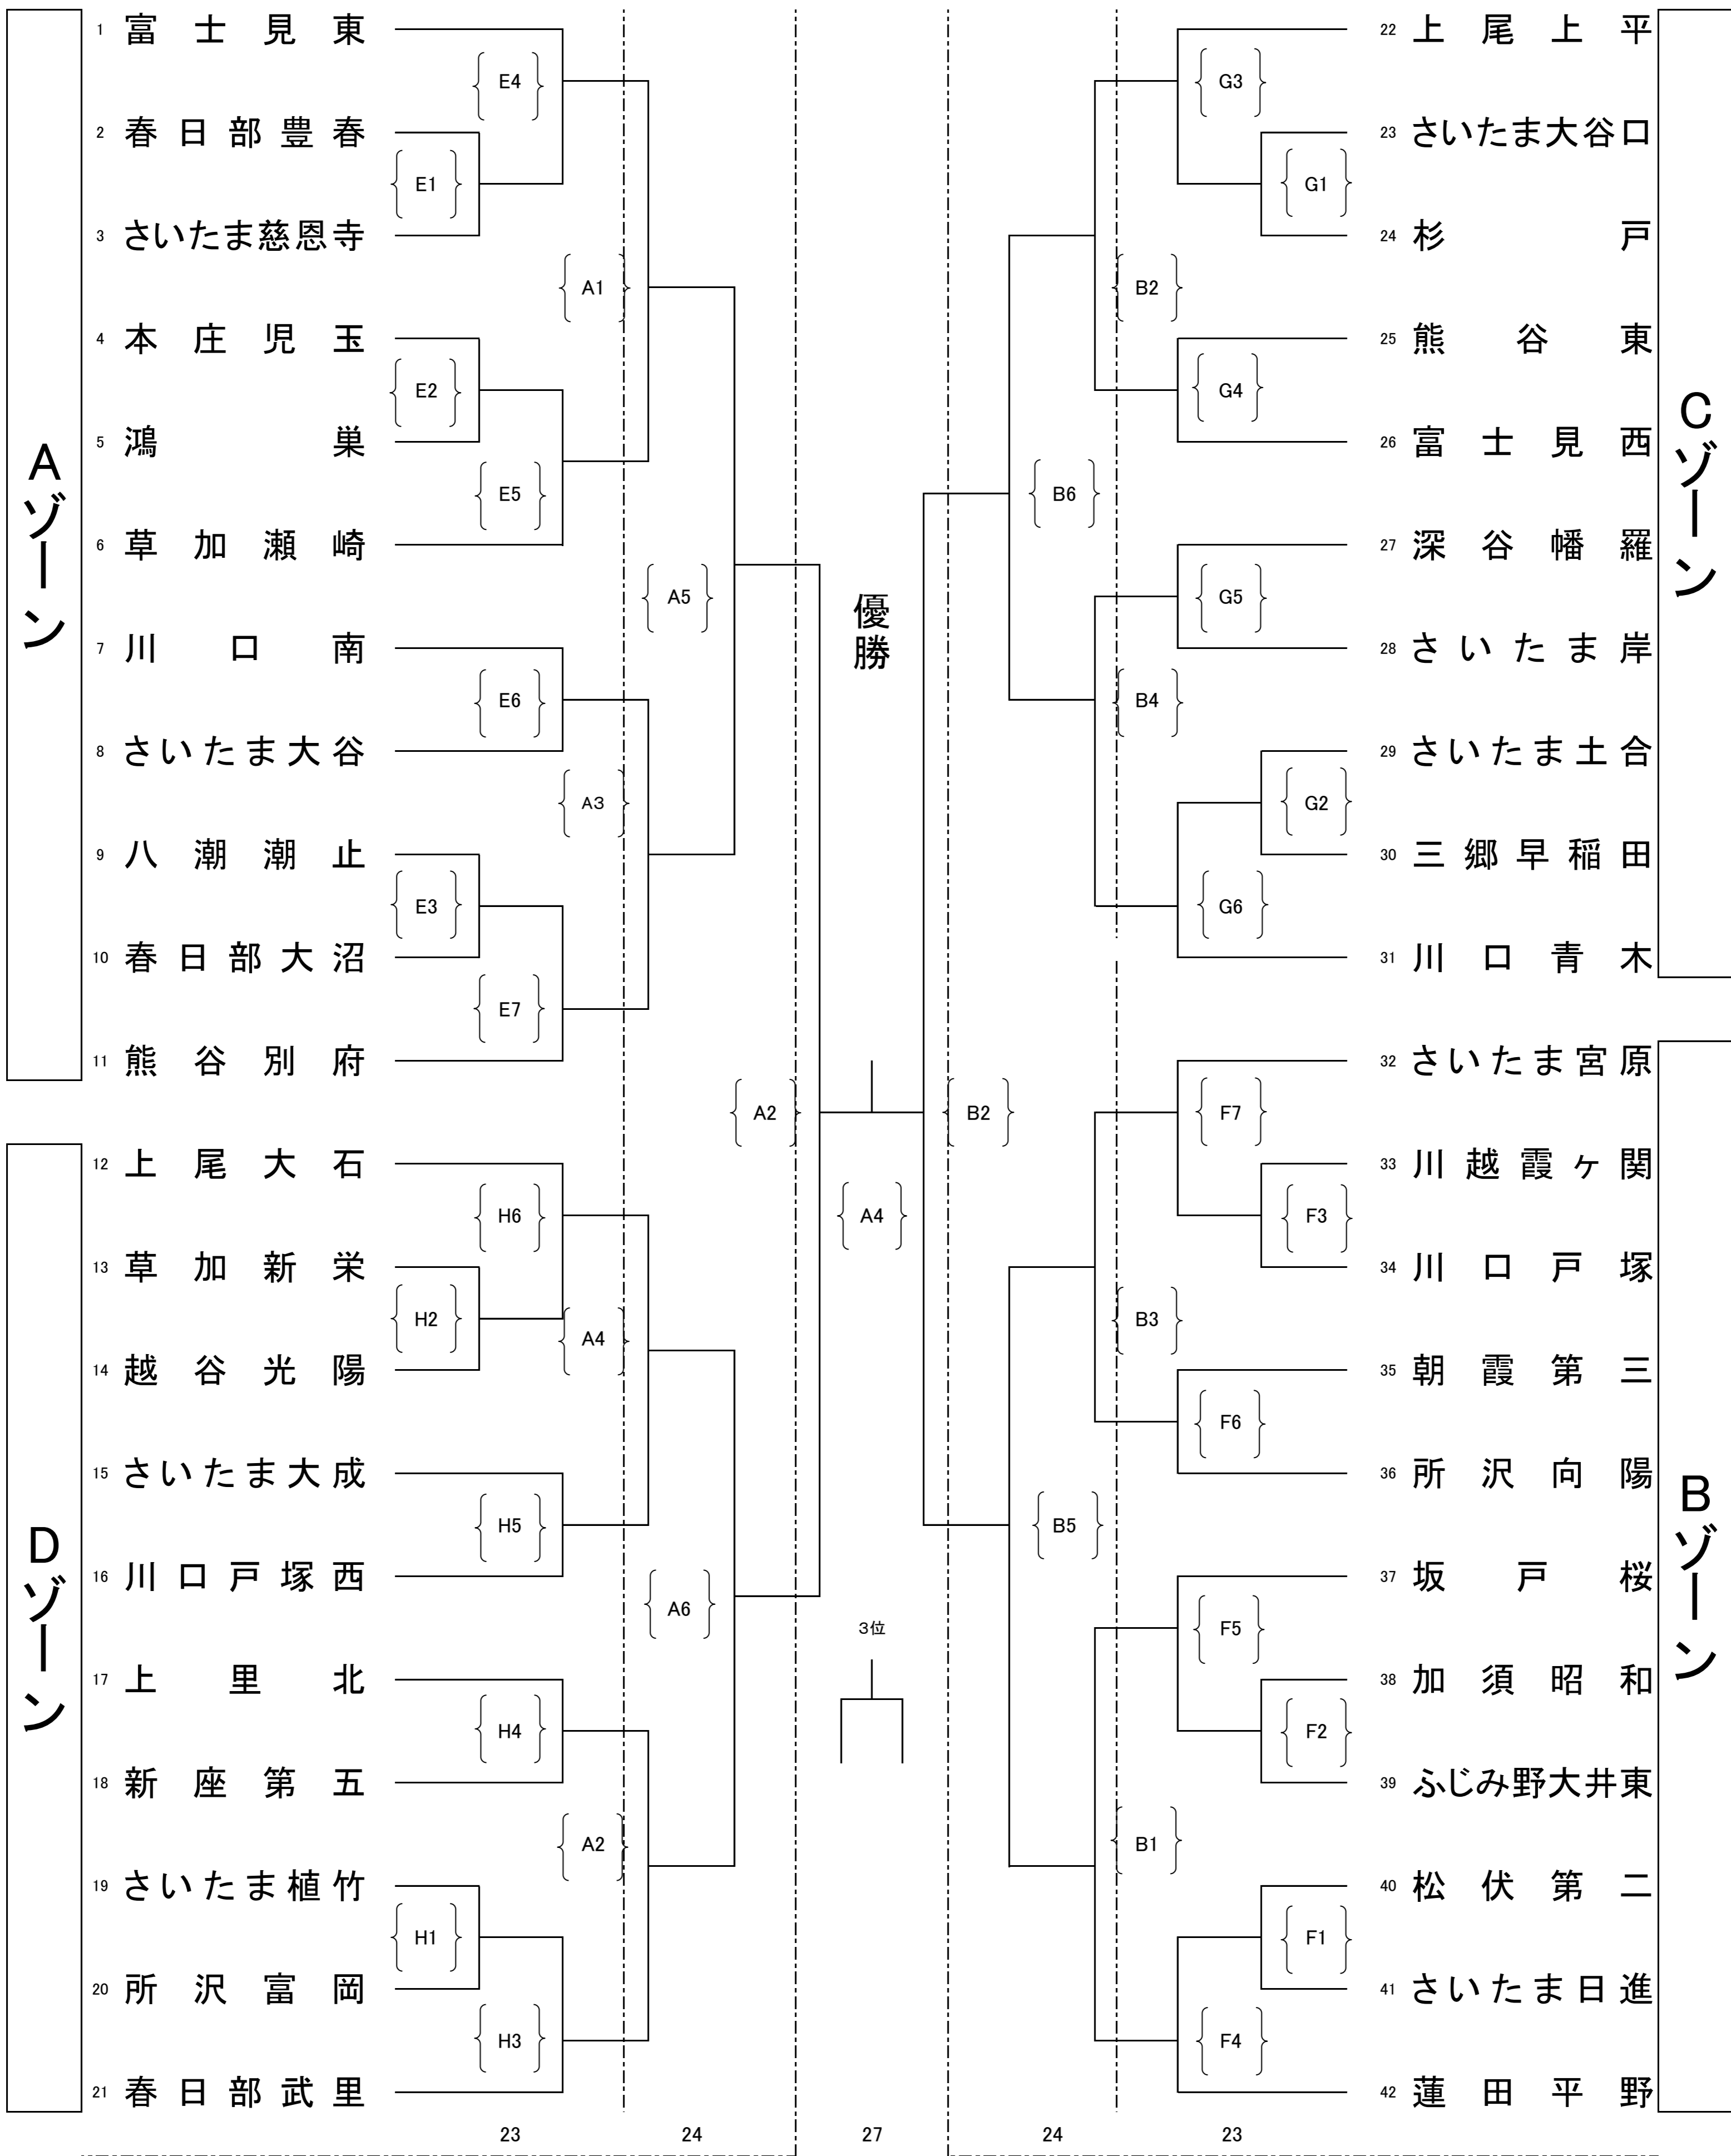 Aゾーン
1 富士見東
2 春日部豊春
3 さいたま慈恩寺
4 本庄児玉
5 鴻巣
6 草加瀬崎
7 川口南
8 さいたま大谷
9 八潮潮止
10 春日部大沼
11 熊谷別府
E4
E1
A1
E2
E5
A5
E6
A3
E3
E7
Dゾーン
12 上尾大石
13 草加新栄
14 越谷光陽
15 さいたま大成
16 川口戸塚西
17 上里北
18 新座第五
19 さいたま植竹
20 所沢富岡
21 春日部武里
H6
H2
A4
H5
A6
H4
A2
H1
H3
優勝
A2
B2
A4
3位
Cゾーン
22 上尾上平
23 さいたま大谷口
24 杉戸
25 熊谷東
26 富士見西
27 深谷幡羅
28 さいたま岸
29 さいたま土合
30 三郷早稲田
31 川口青木
G3
G1
B2
G4
B6
G5
B4
G2
G6
Bゾーン
32 さいたま宮原
33 川越霞ヶ関
34 川口戸塚
35 朝霞第三
36 所沢向陽
37 坂戸桜
38 加須昭和
39 ふじみ野大井東
40 松伏第二
41 さいたま日進
42 蓮田平野
F7
F3
B3
F6
B5
F5
F2
B1
F1
F4
23 24 27 24 23